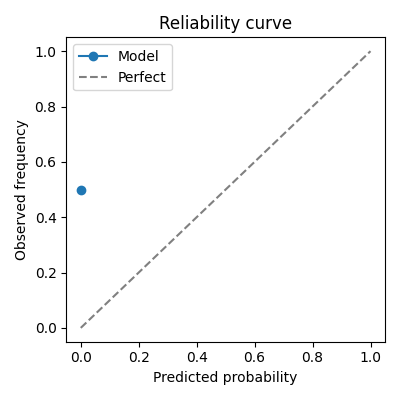 Reliability curve
Model
Perfect
Observed frequency
1.0
0.8
0.6
0.4
0.2
0.0
0.0 0.2 0.4 0.6 0.8 1.0
Predicted probability